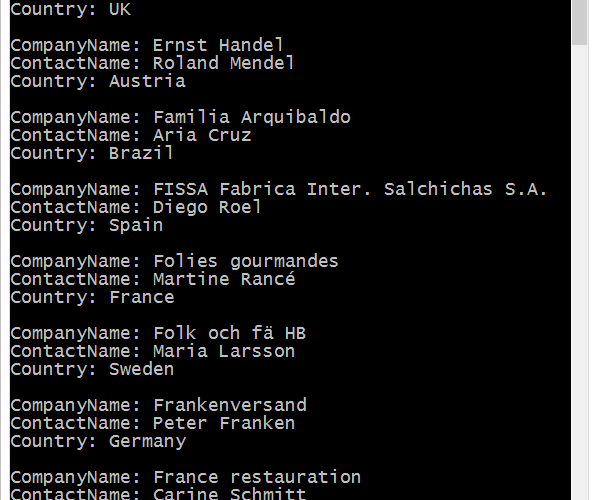 Country: UK
CompanyName: Ernst Handel
ContactName: Roland Mendel
Country: Austria
CompanyName: Familia Arquibaldo
ContactName: Aria Cruz
Country: Brazil
CompanyName: FISSA Fabrica Inter. Salchichas S.A.
ContactName: Diego Roel
Country: Spain
CompanyName: Folies gourmandes
ContactName: Martine Rancé
Country: France
CompanyName: Folk och fä HB
ContactName: Maria Larsson
Country: Sweden
CompanyName: Frankenversand
ContactName: Peter Franken
Country: Germany
CompanyName: France restauration
ContactName: Carine Schmitt